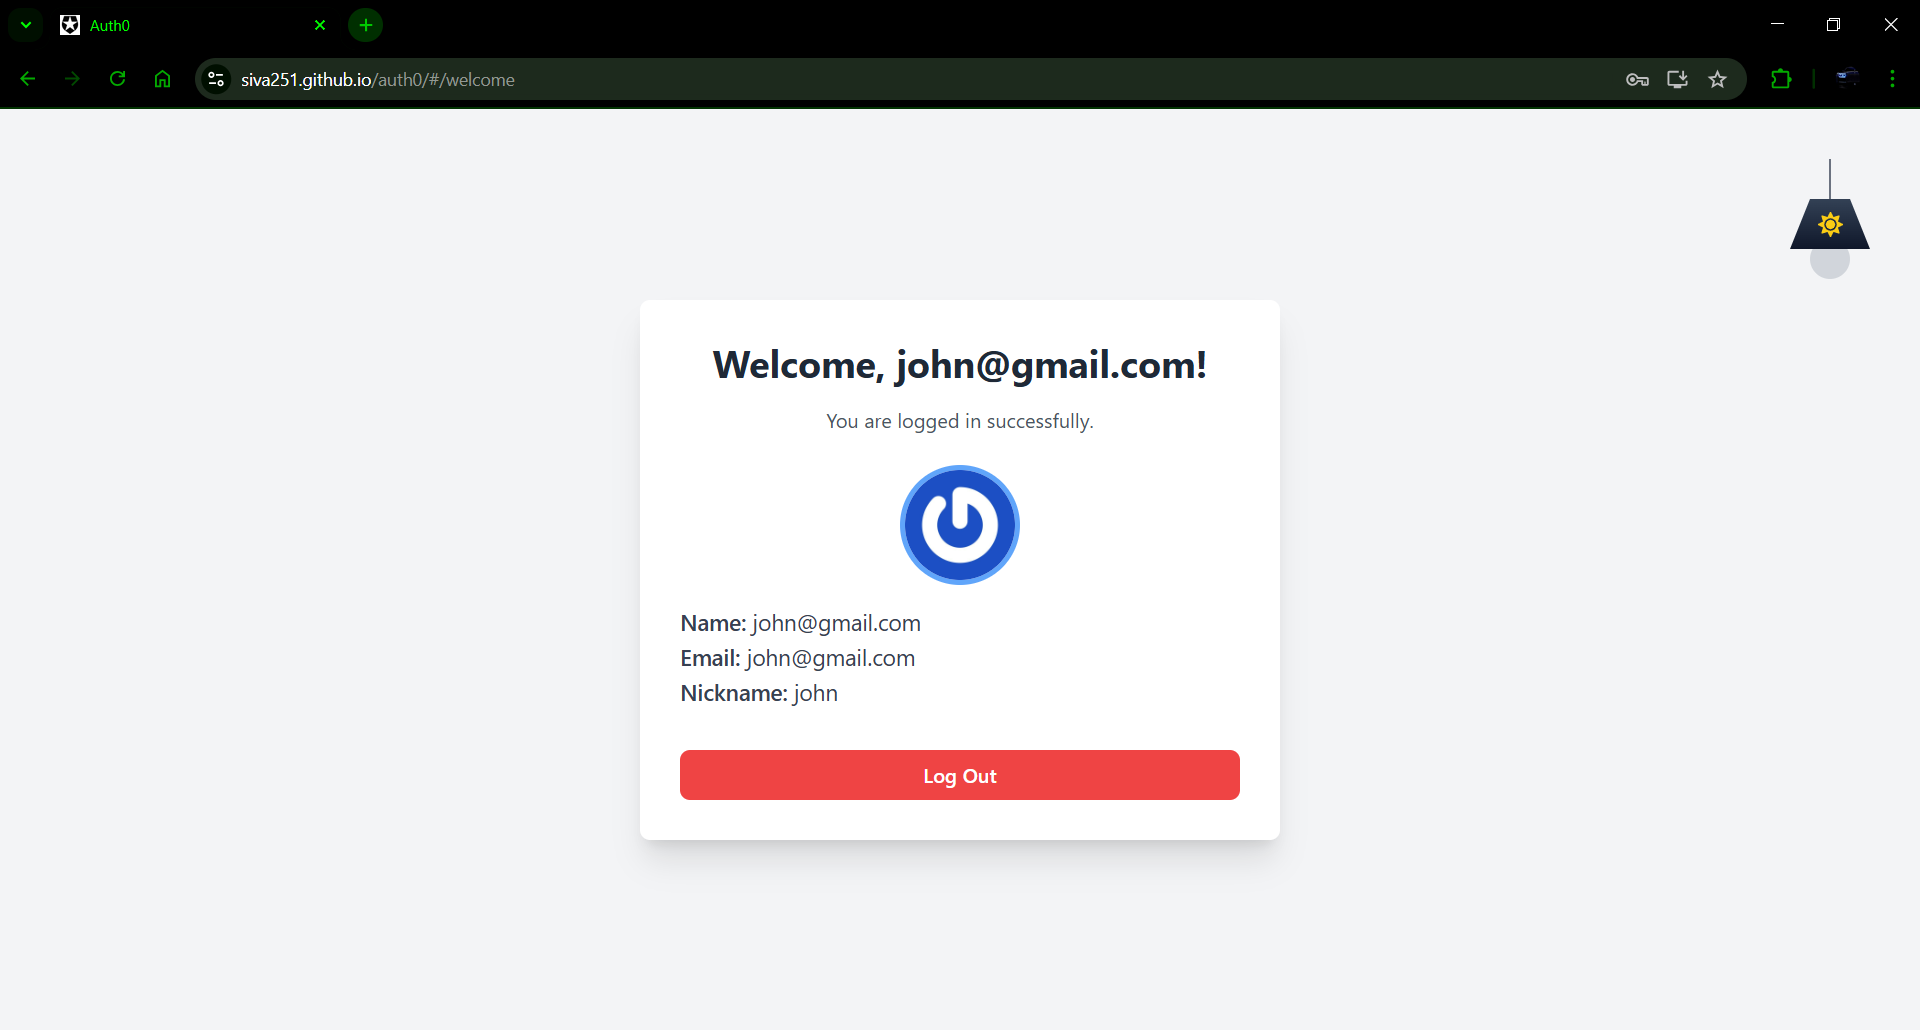 Auth0
siva251.github.io/auth0/#/welcome
Welcome, john@gmail.com!
You are logged in successfully.
Name: john@gmail.com
Email: john@gmail.com
Nickname: john
Log Out